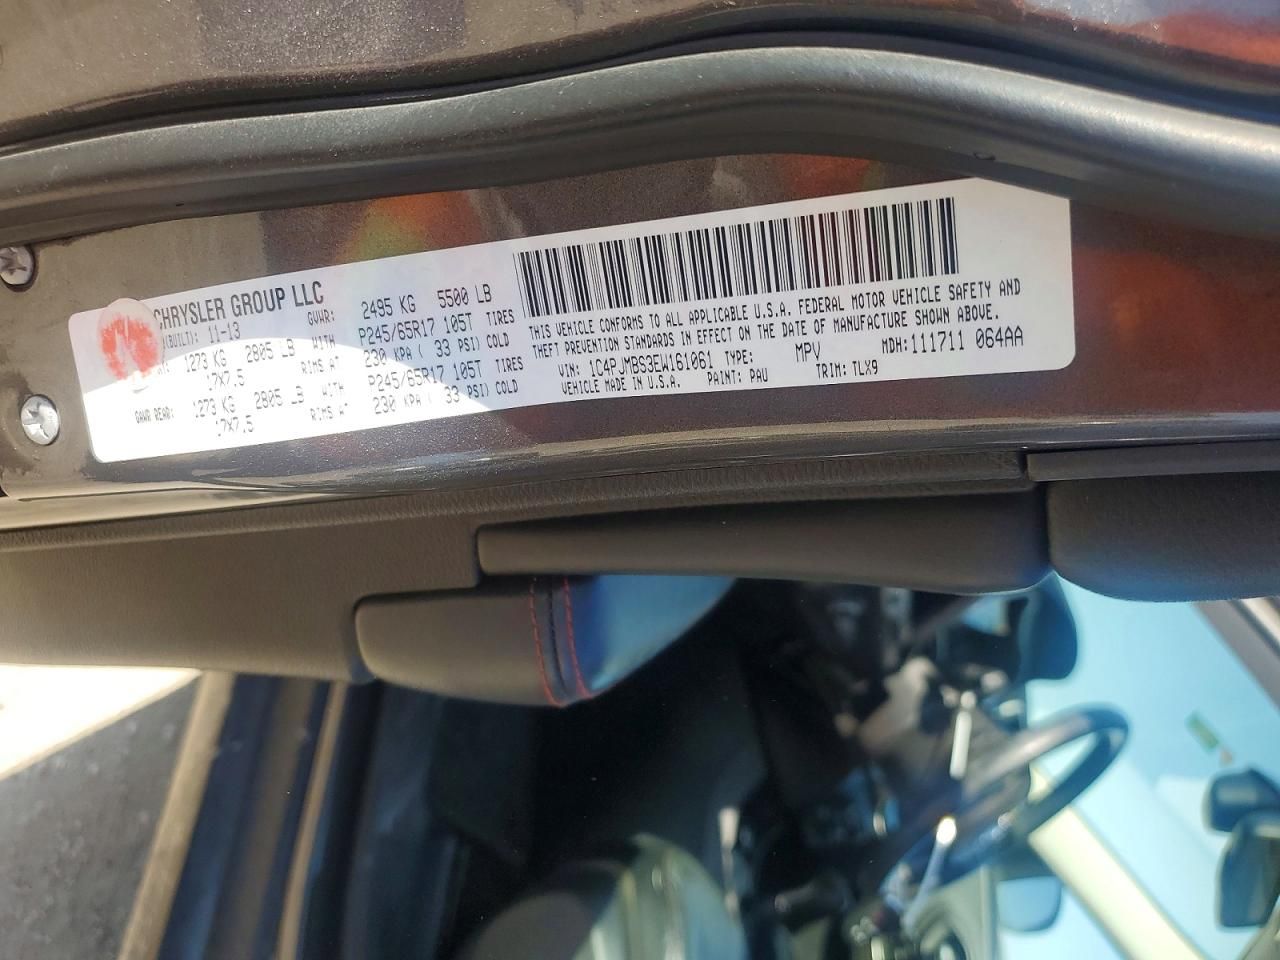 CHRYSLER GROUP LLC
(BUILT): 11-13 GVWR: 2495 KG 5500 LB
1273 KG 2805 LB WITH P245/65R17 105T TIRES
17X7.5 RIMS AT 230 KPA ( 33 PSI) COLD
GAWR REAR: 1273 KG 2805 LB WITH P245/65R17 105T TIRES
17X7.5 RIMS AT 230 KPA ( 33 PSI) COLD
THIS VEHICLE CONFORMS TO ALL APPLICABLE U.S.A. FEDERAL MOTOR VEHICLE SAFETY AND
THEFT PREVENTION STANDARDS IN EFFECT ON THE DATE OF MANUFACTURE SHOWN ABOVE.
VIN: 1C4PJMBS3EW161061 TYPE: MPV MDH: 111711 064AA
VEHICLE MADE IN U.S.A. PAINT: PAU TRIM: TLX9